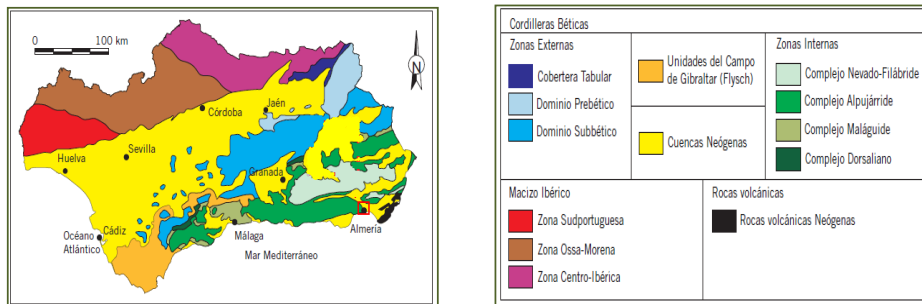 0 100 km
N
Córdoba
Jaén
Sevilla
Huelva
Granada
Océano
Atlántico
Cádiz
Málaga
Almería
Mar Mediterráneo
Cordilleras Béticas
Zonas Externas
Cobertera Tabular
Dominio Prebético
Dominio Subbético
Unidades del Campo
de Gibraltar (Flysch)
Cuencas Neógenas
Zonas Internas
Complejo Nevado-Filábride
Complejo Alpujárride
Complejo Maláguide
Complejo Dorsaliano
Macizo Ibérico
Zona Sudportuguesa
Zona Ossa-Morena
Zona Centro-Ibérica
Rocas volcánicas
Rocas volcánicas Neógenas